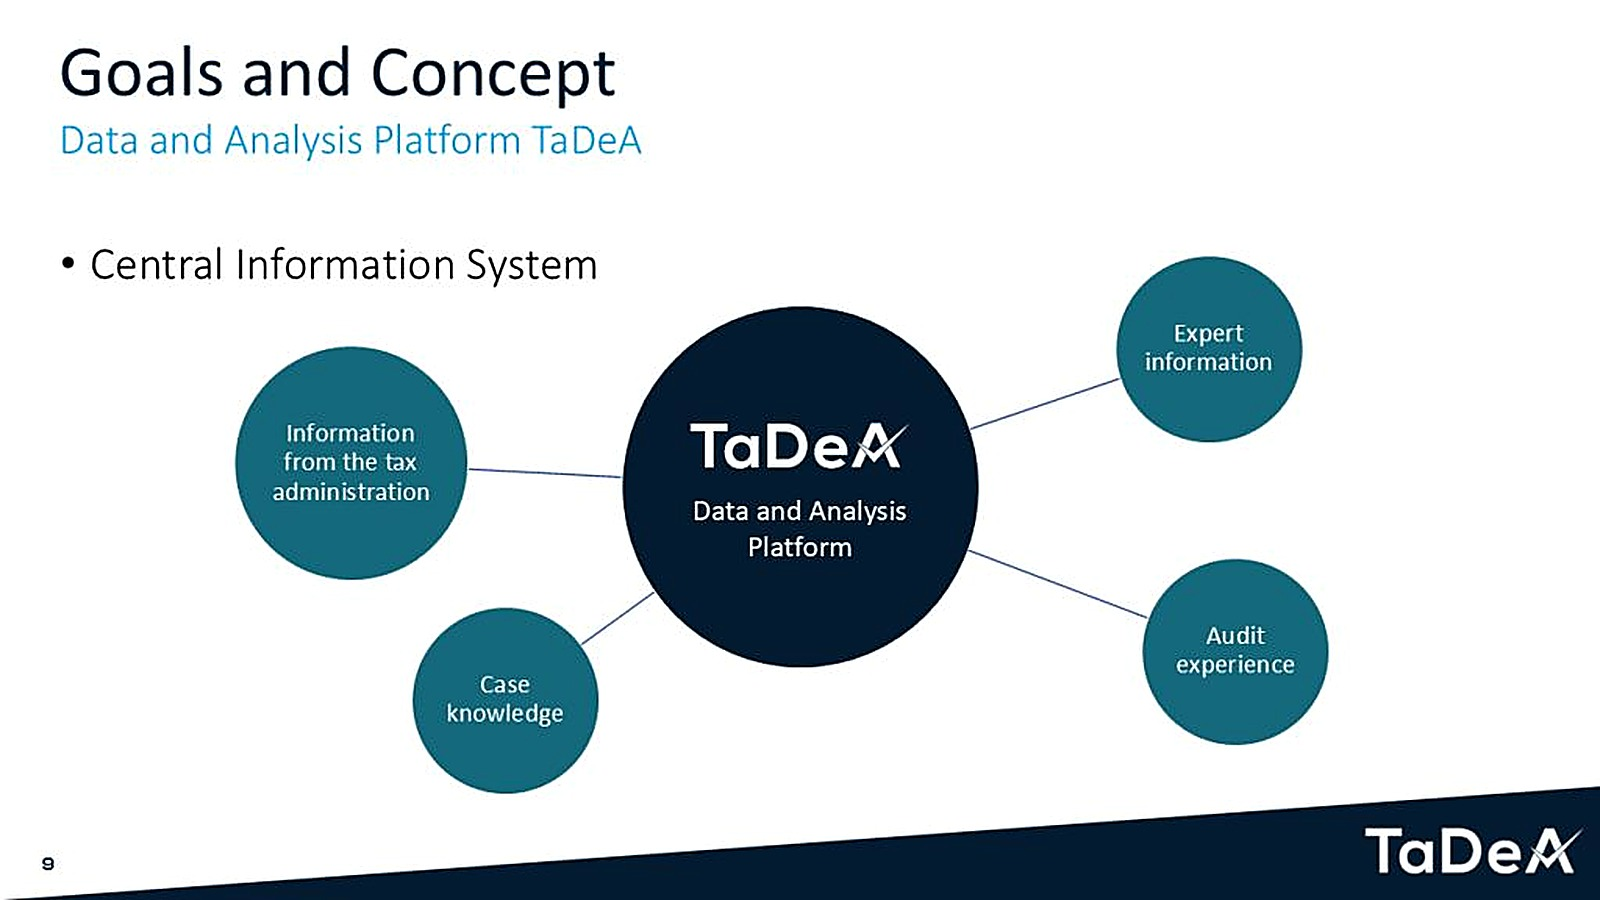 Goals and Concept
Data and Analysis Platform TaDeA
• Central Information System
Expert
information
Information
from the tax
administration
TaDeA
Data and Analysis
Platform
Case
knowledge
Audit
experience
9
TaDeA